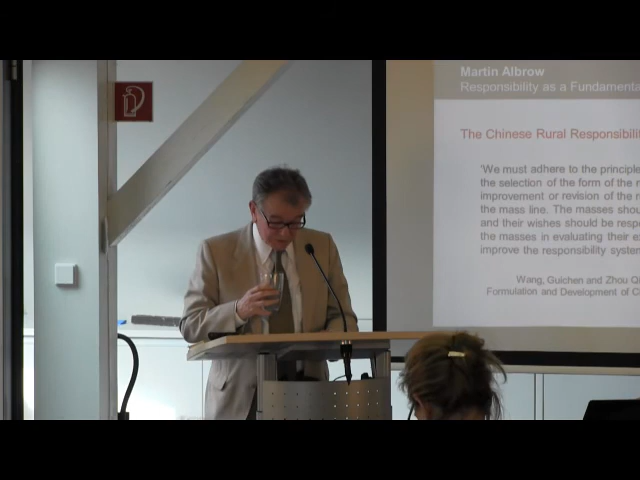 Martin Albrow
Responsibility as a Fundamenta
The Chinese Rural Responsibili
'We must adhere to the principle
the selection of the form of the
improvement or revision of the
the mass line. The masses shou
and their wishes should be resp
the masses in evaluating their
improve the responsibility system
Wang, Guichen and Zhou Qi
Formulation and Development of C